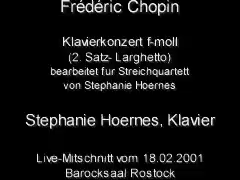 Frédéric Chopin
Klavierkonzert f-moll
(2. Satz- Larghetto)
bearbeitet für Streichquartett
von Stephanie Hoernes
Stephanie Hoernes, Klavier
Live-Mitschnitt vom 18.02.2001
Barocksaal Rostock